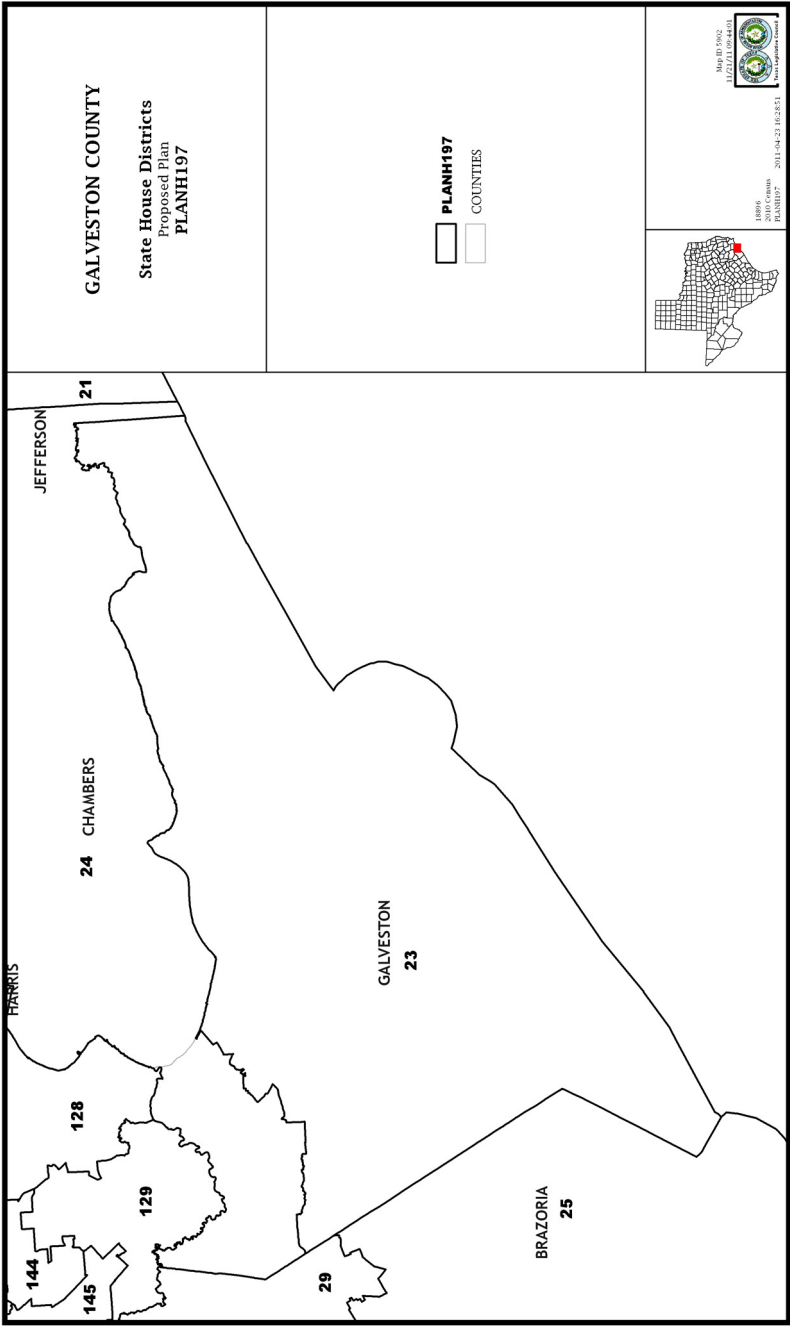 GALVESTON COUNTY
State House Districts
Proposed Plan
PLANH197
PLANH197
COUNTIES
Map ID 5902
11/21/11 09:44:01
Texas Legislative Council
18896
2010 Census
PLANH197 2011-04-23 16:28:51
HARRIS
JEFFERSON
21
CHAMBERS
24
GALVESTON
23
128
129
144
145
29
BRAZORIA
25